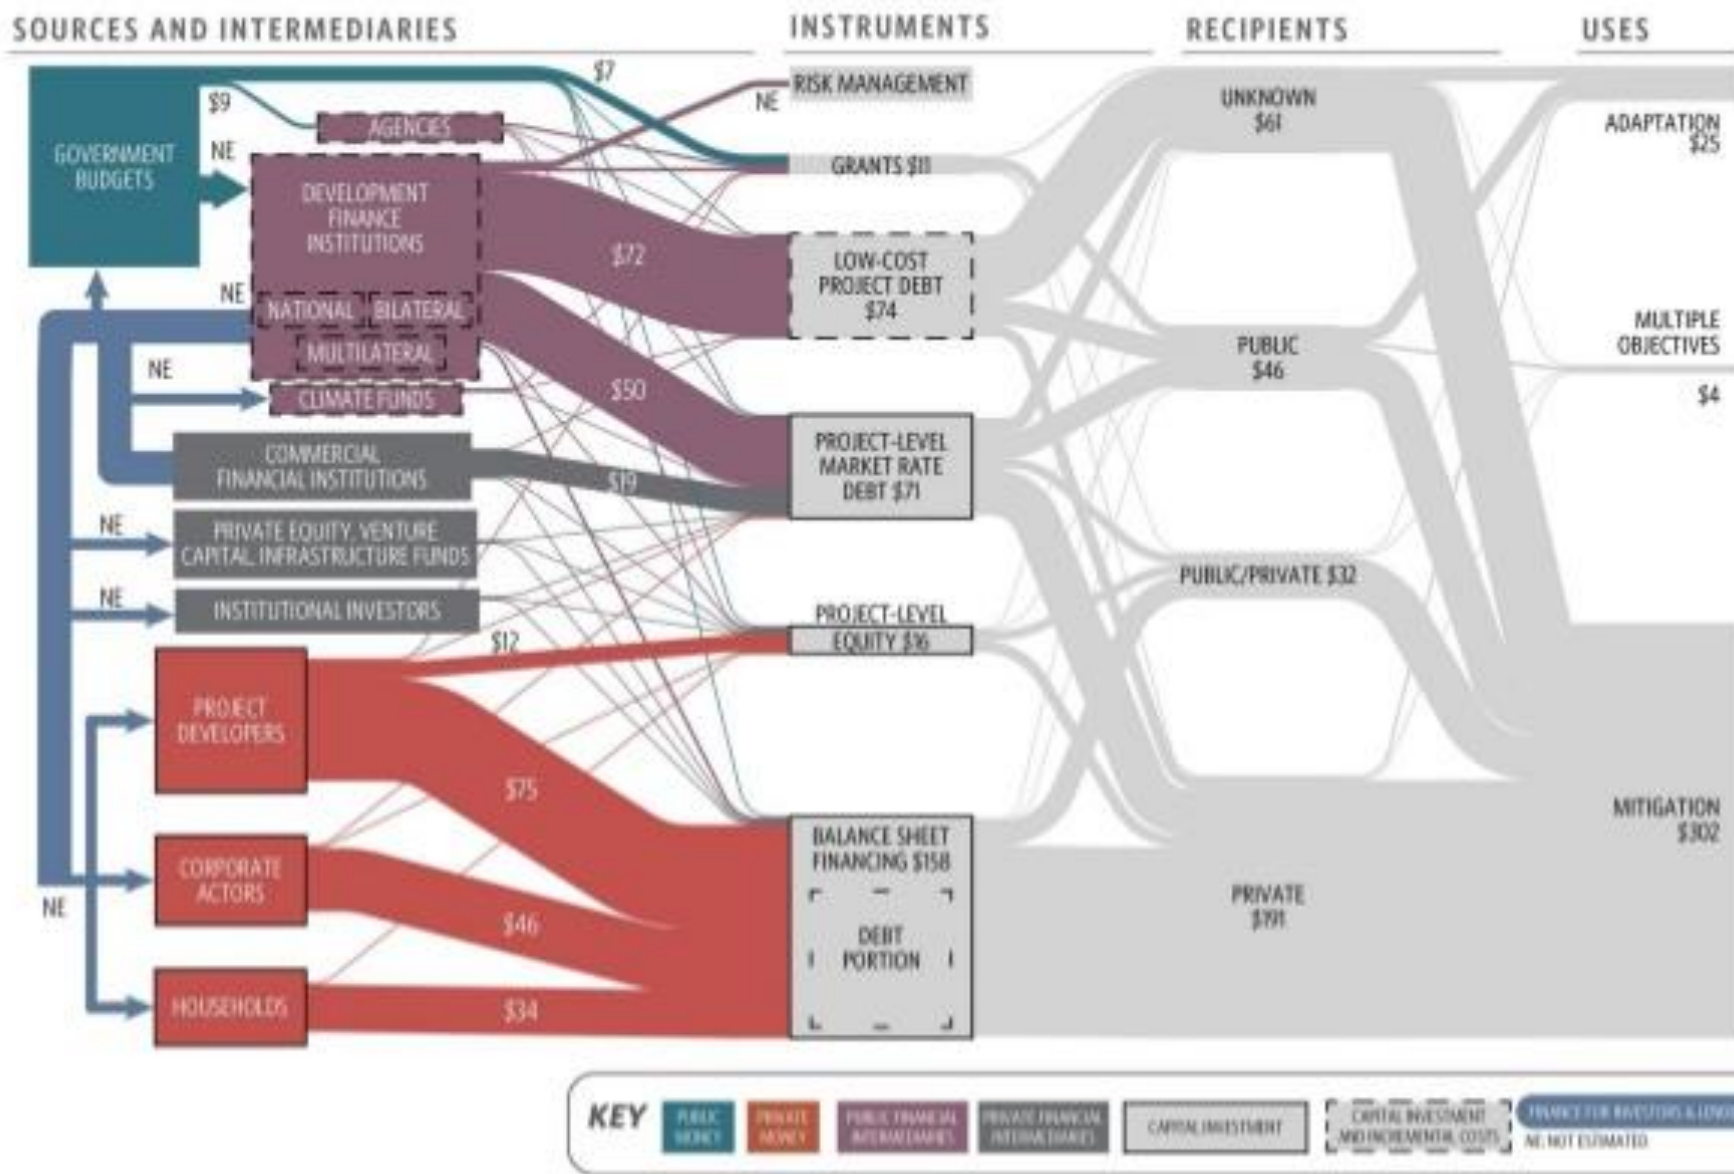 SOURCES AND INTERMEDIARIES
INSTRUMENTS
RECIPIENTS
USES
GOVERNMENT
BUDGETS
$9
NE
AGENCIES
DEVELOPMENT
FINANCE
INSTITUTIONS
NE
NATIONAL
BILATERAL
MULTILATERAL
NE
CLIMATE FUNDS
COMMERCIAL
FINANCIAL INSTITUTIONS
NE
PRIVATE EQUITY, VENTURE
CAPITAL, INFRASTRUCTURE FUNDS
NE
INSTITUTIONAL INVESTORS
PROJECT
DEVELOPERS
CORPORATE
ACTORS
NE
HOUSEHOLDS
$7
NE
$72
$50
$19
$12
$75
$46
$34
RISK MANAGEMENT
GRANTS $11
LOW-COST
PROJECT DEBT
$74
PROJECT-LEVEL
MARKET RATE
DEBT $71
PROJECT-LEVEL
EQUITY $16
BALANCE SHEET
FINANCING $158
DEBT
PORTION
UNKNOWN
$61
PUBLIC
$46
PUBLIC/PRIVATE $32
PRIVATE
$191
ADAPTATION
$25
MULTIPLE
OBJECTIVES
$4
MITIGATION
$302
KEY
PUBLIC
MONEY
PRIVATE
MONEY
PUBLIC FINANCIAL
INTERMEDIARIES
PRIVATE FINANCIAL
INTERMEDIARIES
CAPITAL INVESTMENT
CAPITAL INVESTMENT
AND INCREMENTAL COSTS
FINANCE FOR INVESTORS &
NE: NOT ESTIMATED